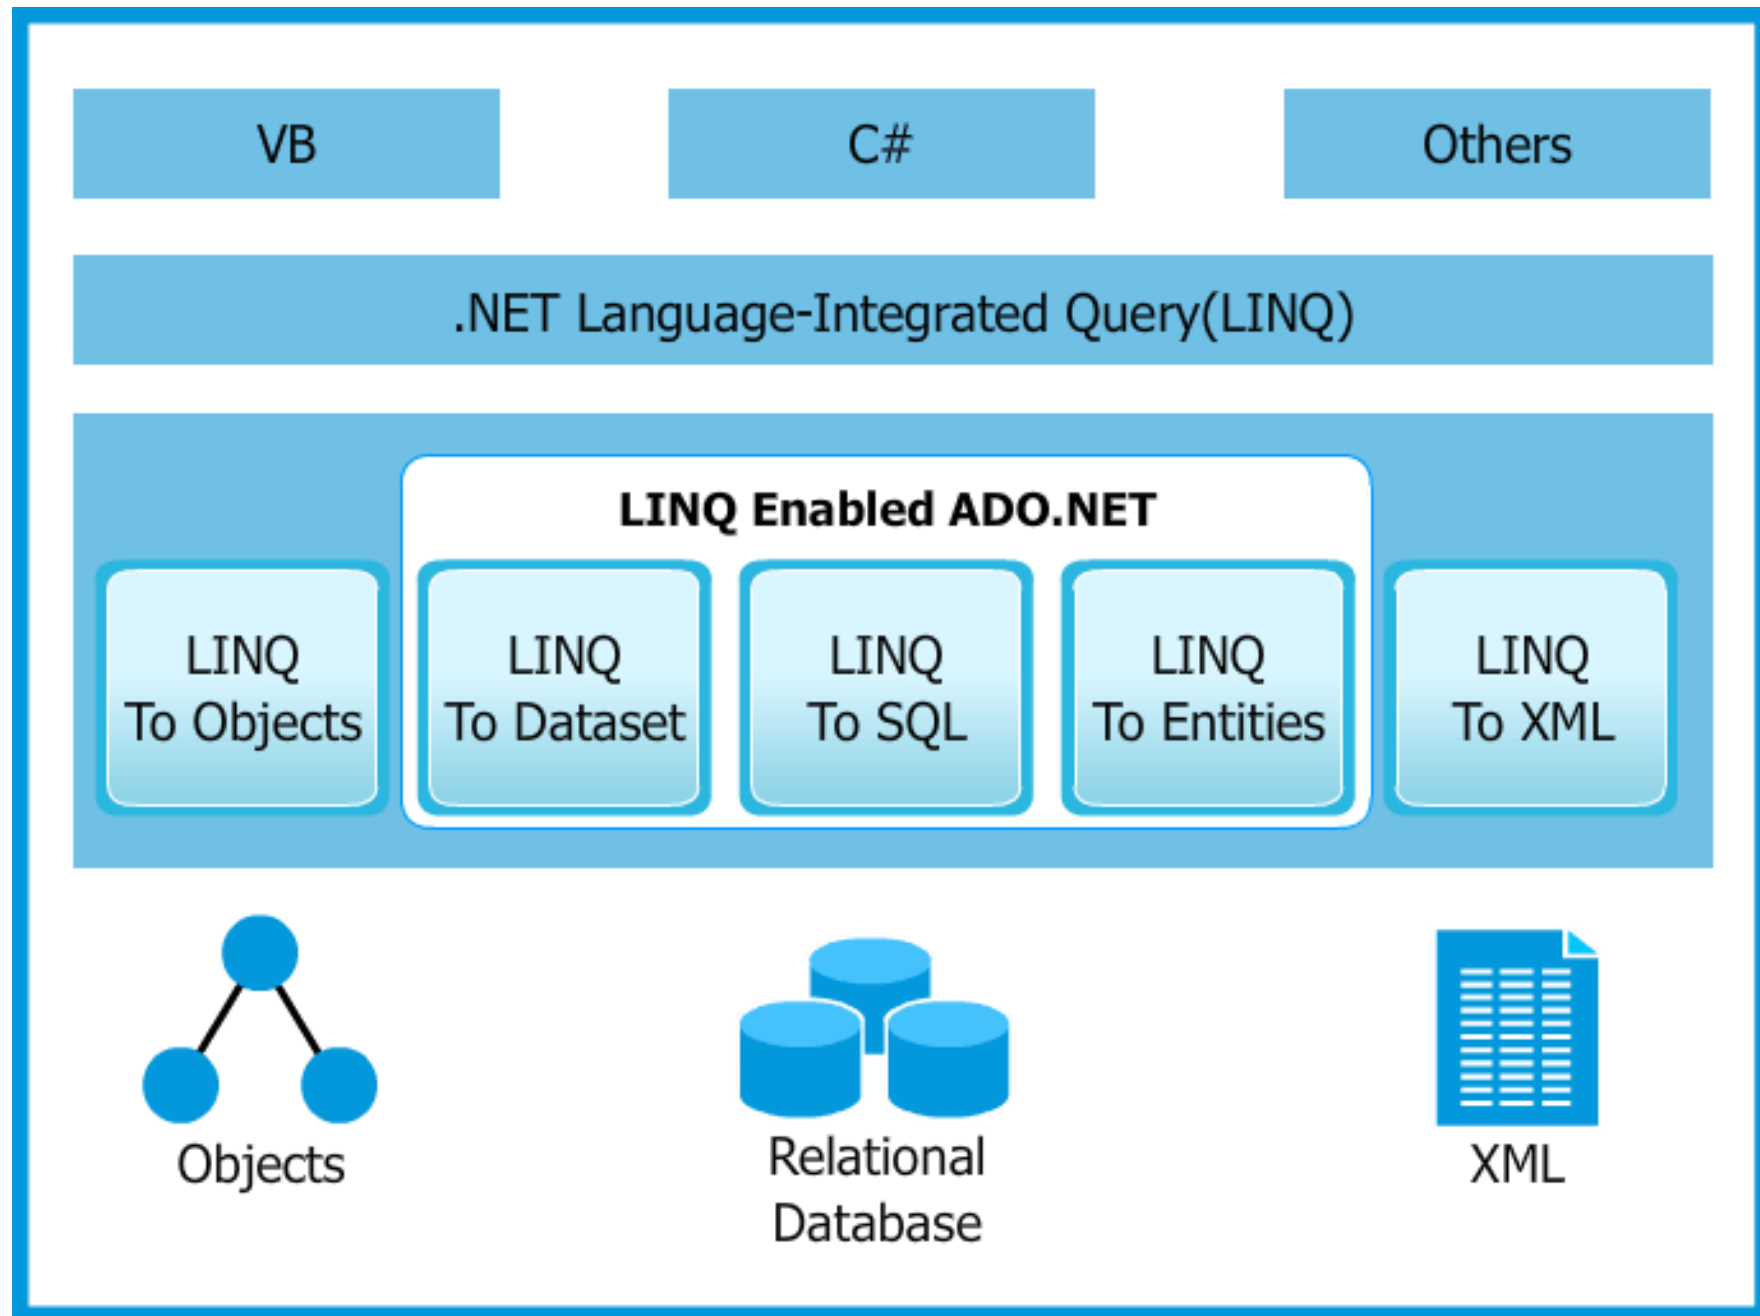 VB
C#
Others
.NET Language-Integrated Query(LINQ)
LINQ Enabled ADO.NET
LINQ
To Objects
LINQ
To Dataset
LINQ
To SQL
LINQ
To Entities
LINQ
To XML
Objects
Relational
Database
XML